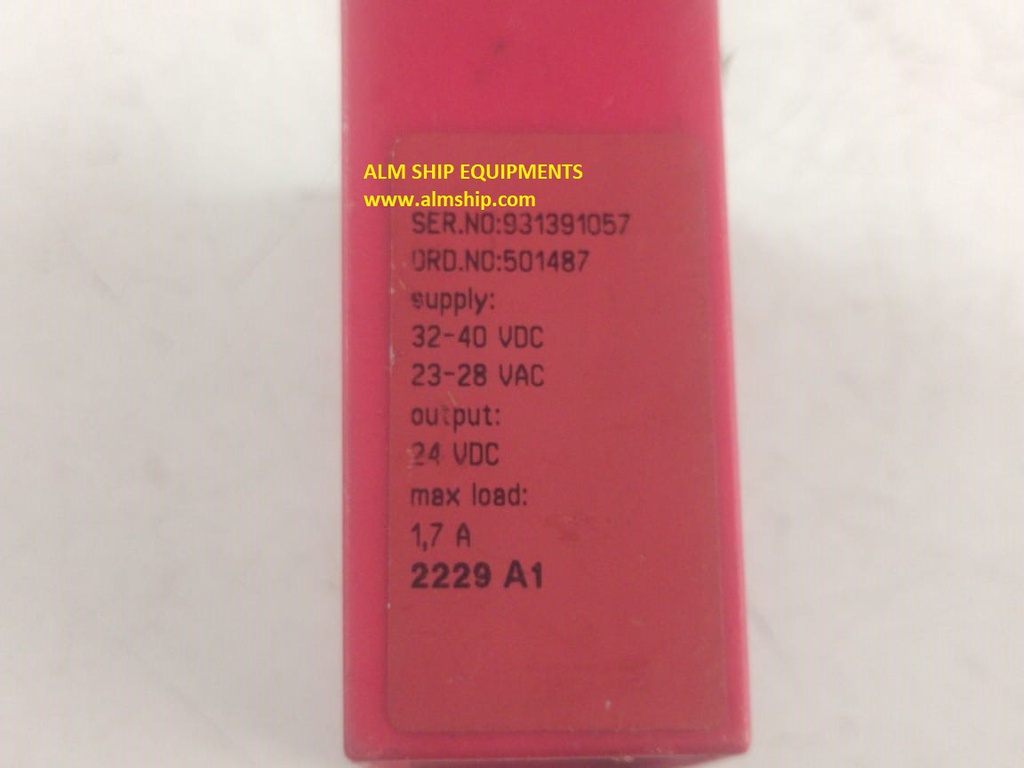 ALM SHIP EQUIPMENTS
www.almship.com
SER.NO:931391057
ORD.NO:501487
supply:
32-40 VDC
23-28 VAC
output:
24 VDC
max load:
1,7 A
2229 A1